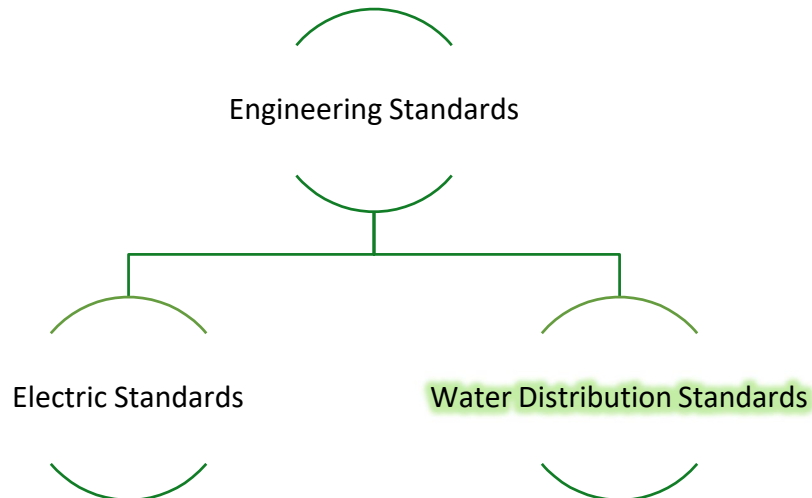 Engineering Standards
Electric Standards
Water Distribution Standards